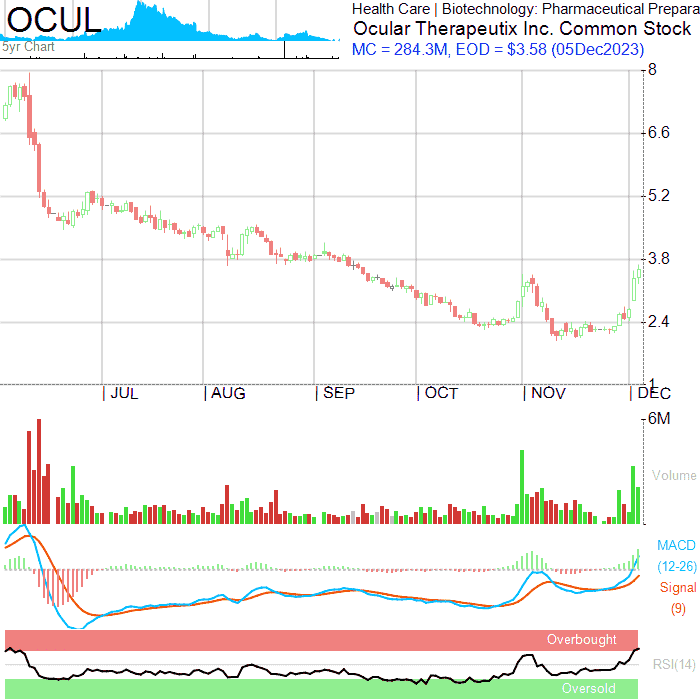 OCUL
5yr Chart
Health Care | Biotechnology: Pharmaceutical Prepara
Ocular Therapeutix Inc. Common Stock
MC = 284.3M, EOD = $3.58 (05Dec2023)
8
6.6
5.2
3.8
2.4
1
| JUL | AUG | SEP | OCT | NOV | DEC
6M
Volume
MACD
(12-26)
Signal
(9)
Overbought
RSI(14)
Oversold